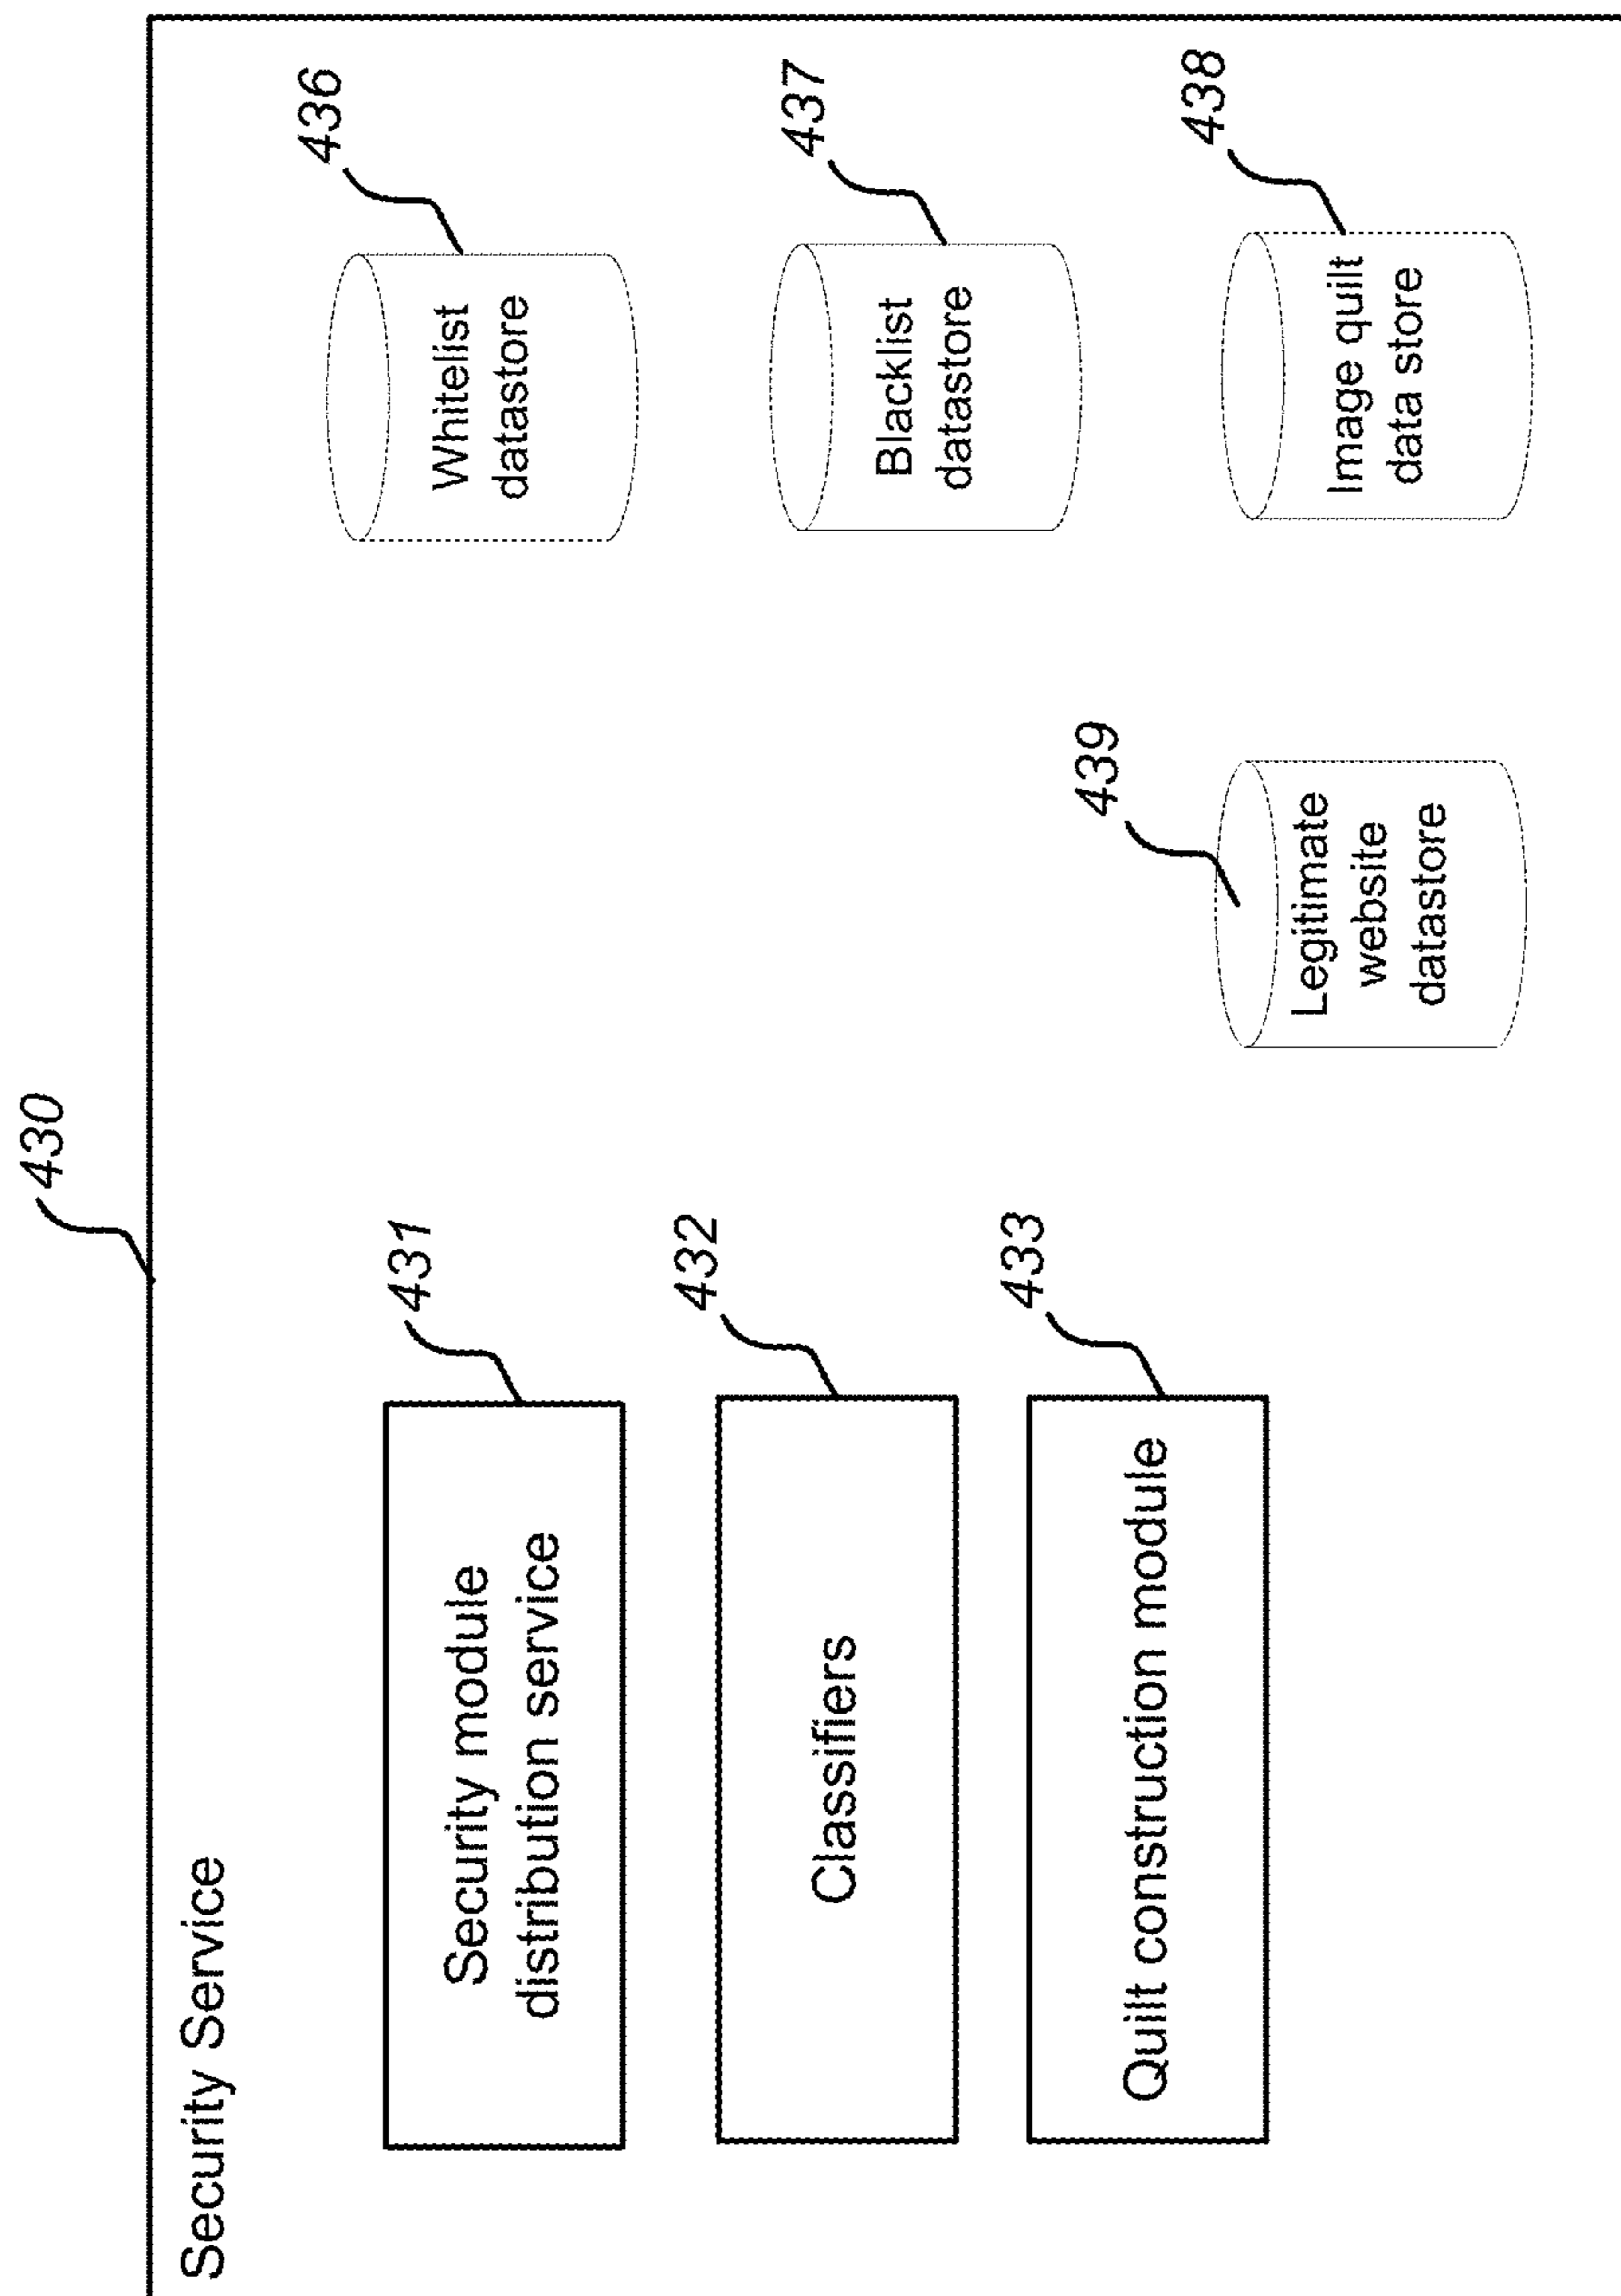 430
Security Service
431
Security module
distribution service
432
Classifiers
433
Quilt construction module
436
Whitelist
datastore
437
Blacklist
datastore
439
Legitimate
website
datastore
438
Image quilt
data store